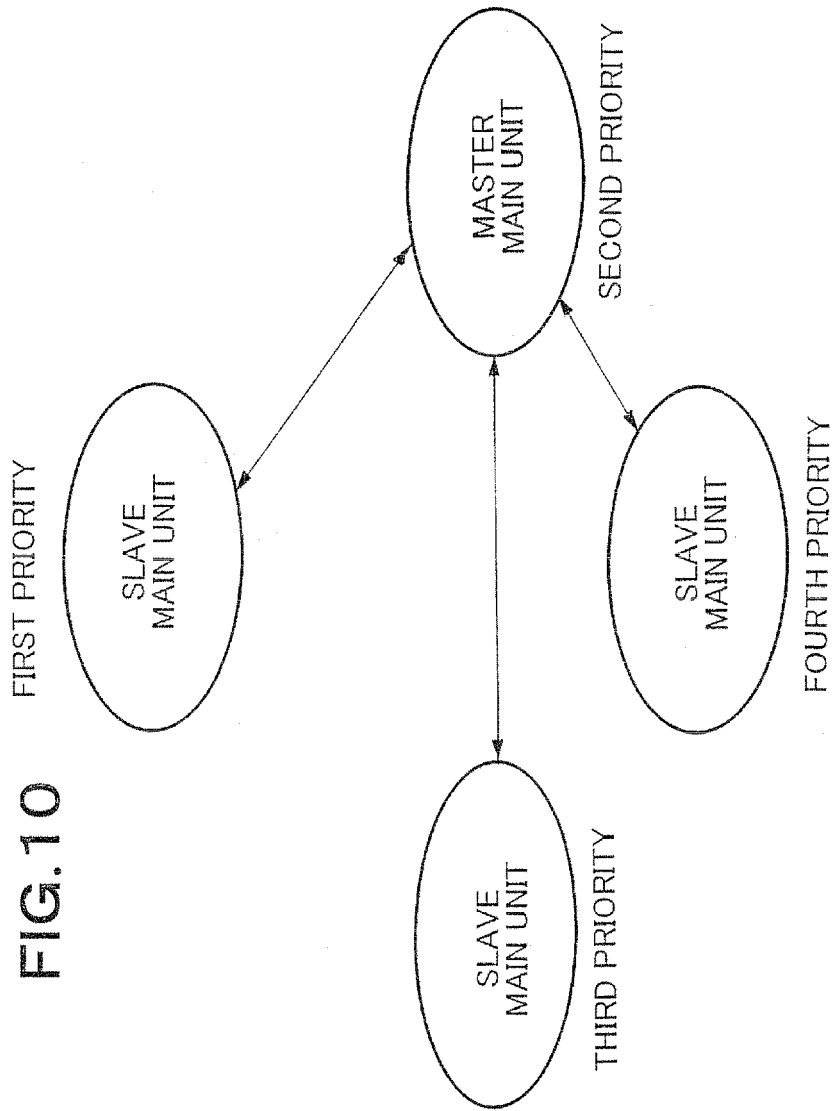 FIG.10
FIRST PRIORITY
SLAVE
MAIN UNIT
THIRD PRIORITY
SLAVE
MAIN UNIT
MASTER
MAIN UNIT
SECOND PRIORITY
SLAVE
MAIN UNIT
FOURTH PRIORITY